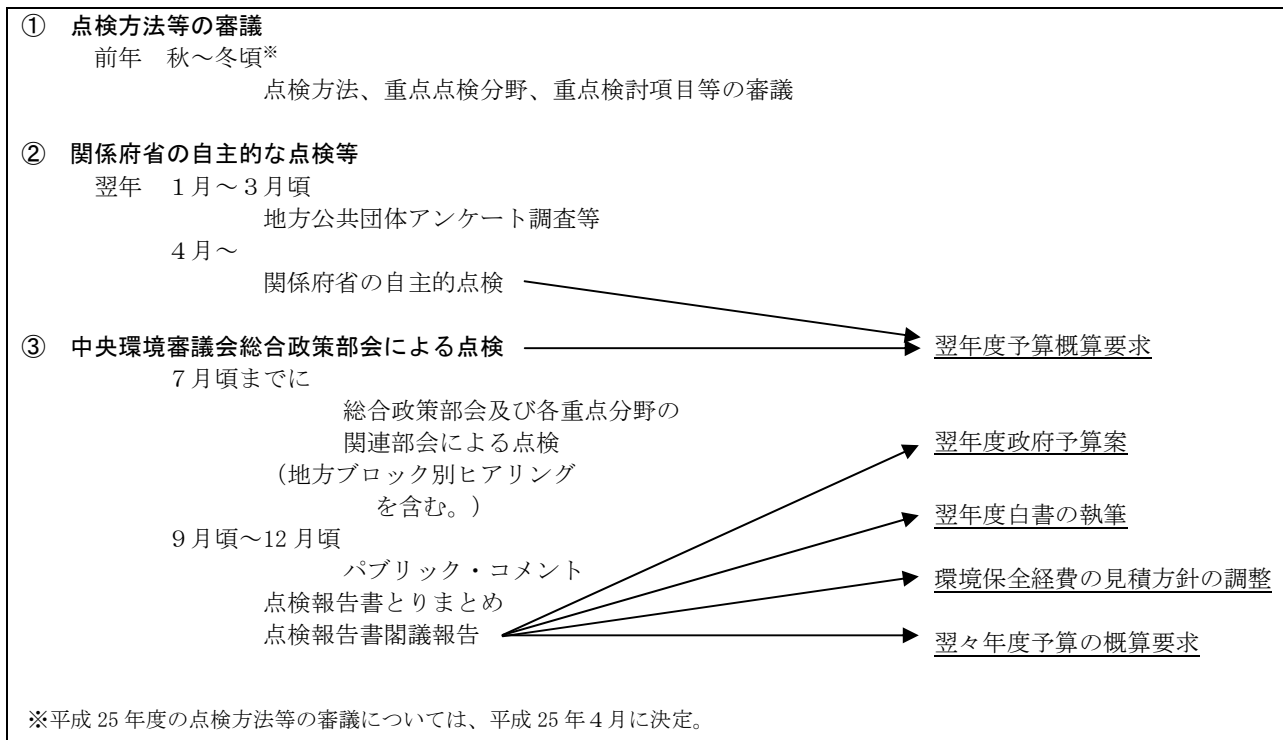 ① 点検方法等の審議
前年 秋~冬頃※
点検方法、重点点検分野、重点検討項目等の審議
② 関係府省の自主的な点検等
翌年 1月~3月頃
地方公共団体アンケート調査等
4月~
関係府省の自主的点検
③ 中央環境審議会総合政策部会による点検
翌年度予算概算要求
7月頃までに
総合政策部会及び各重点分野の
関連部会による点検
翌年度政府予算案
(地方ブロック別ヒアリング
を含む。)
翌年度白書の執筆
9月頃~12月頃
パブリック・コメント
環境保全経費の見積方針の調整
点検報告書とりまとめ
点検報告書閣議報告
翌々年度予算の概算要求
※平成25年度の点検方法等の審議については、平成25年4月に決定。